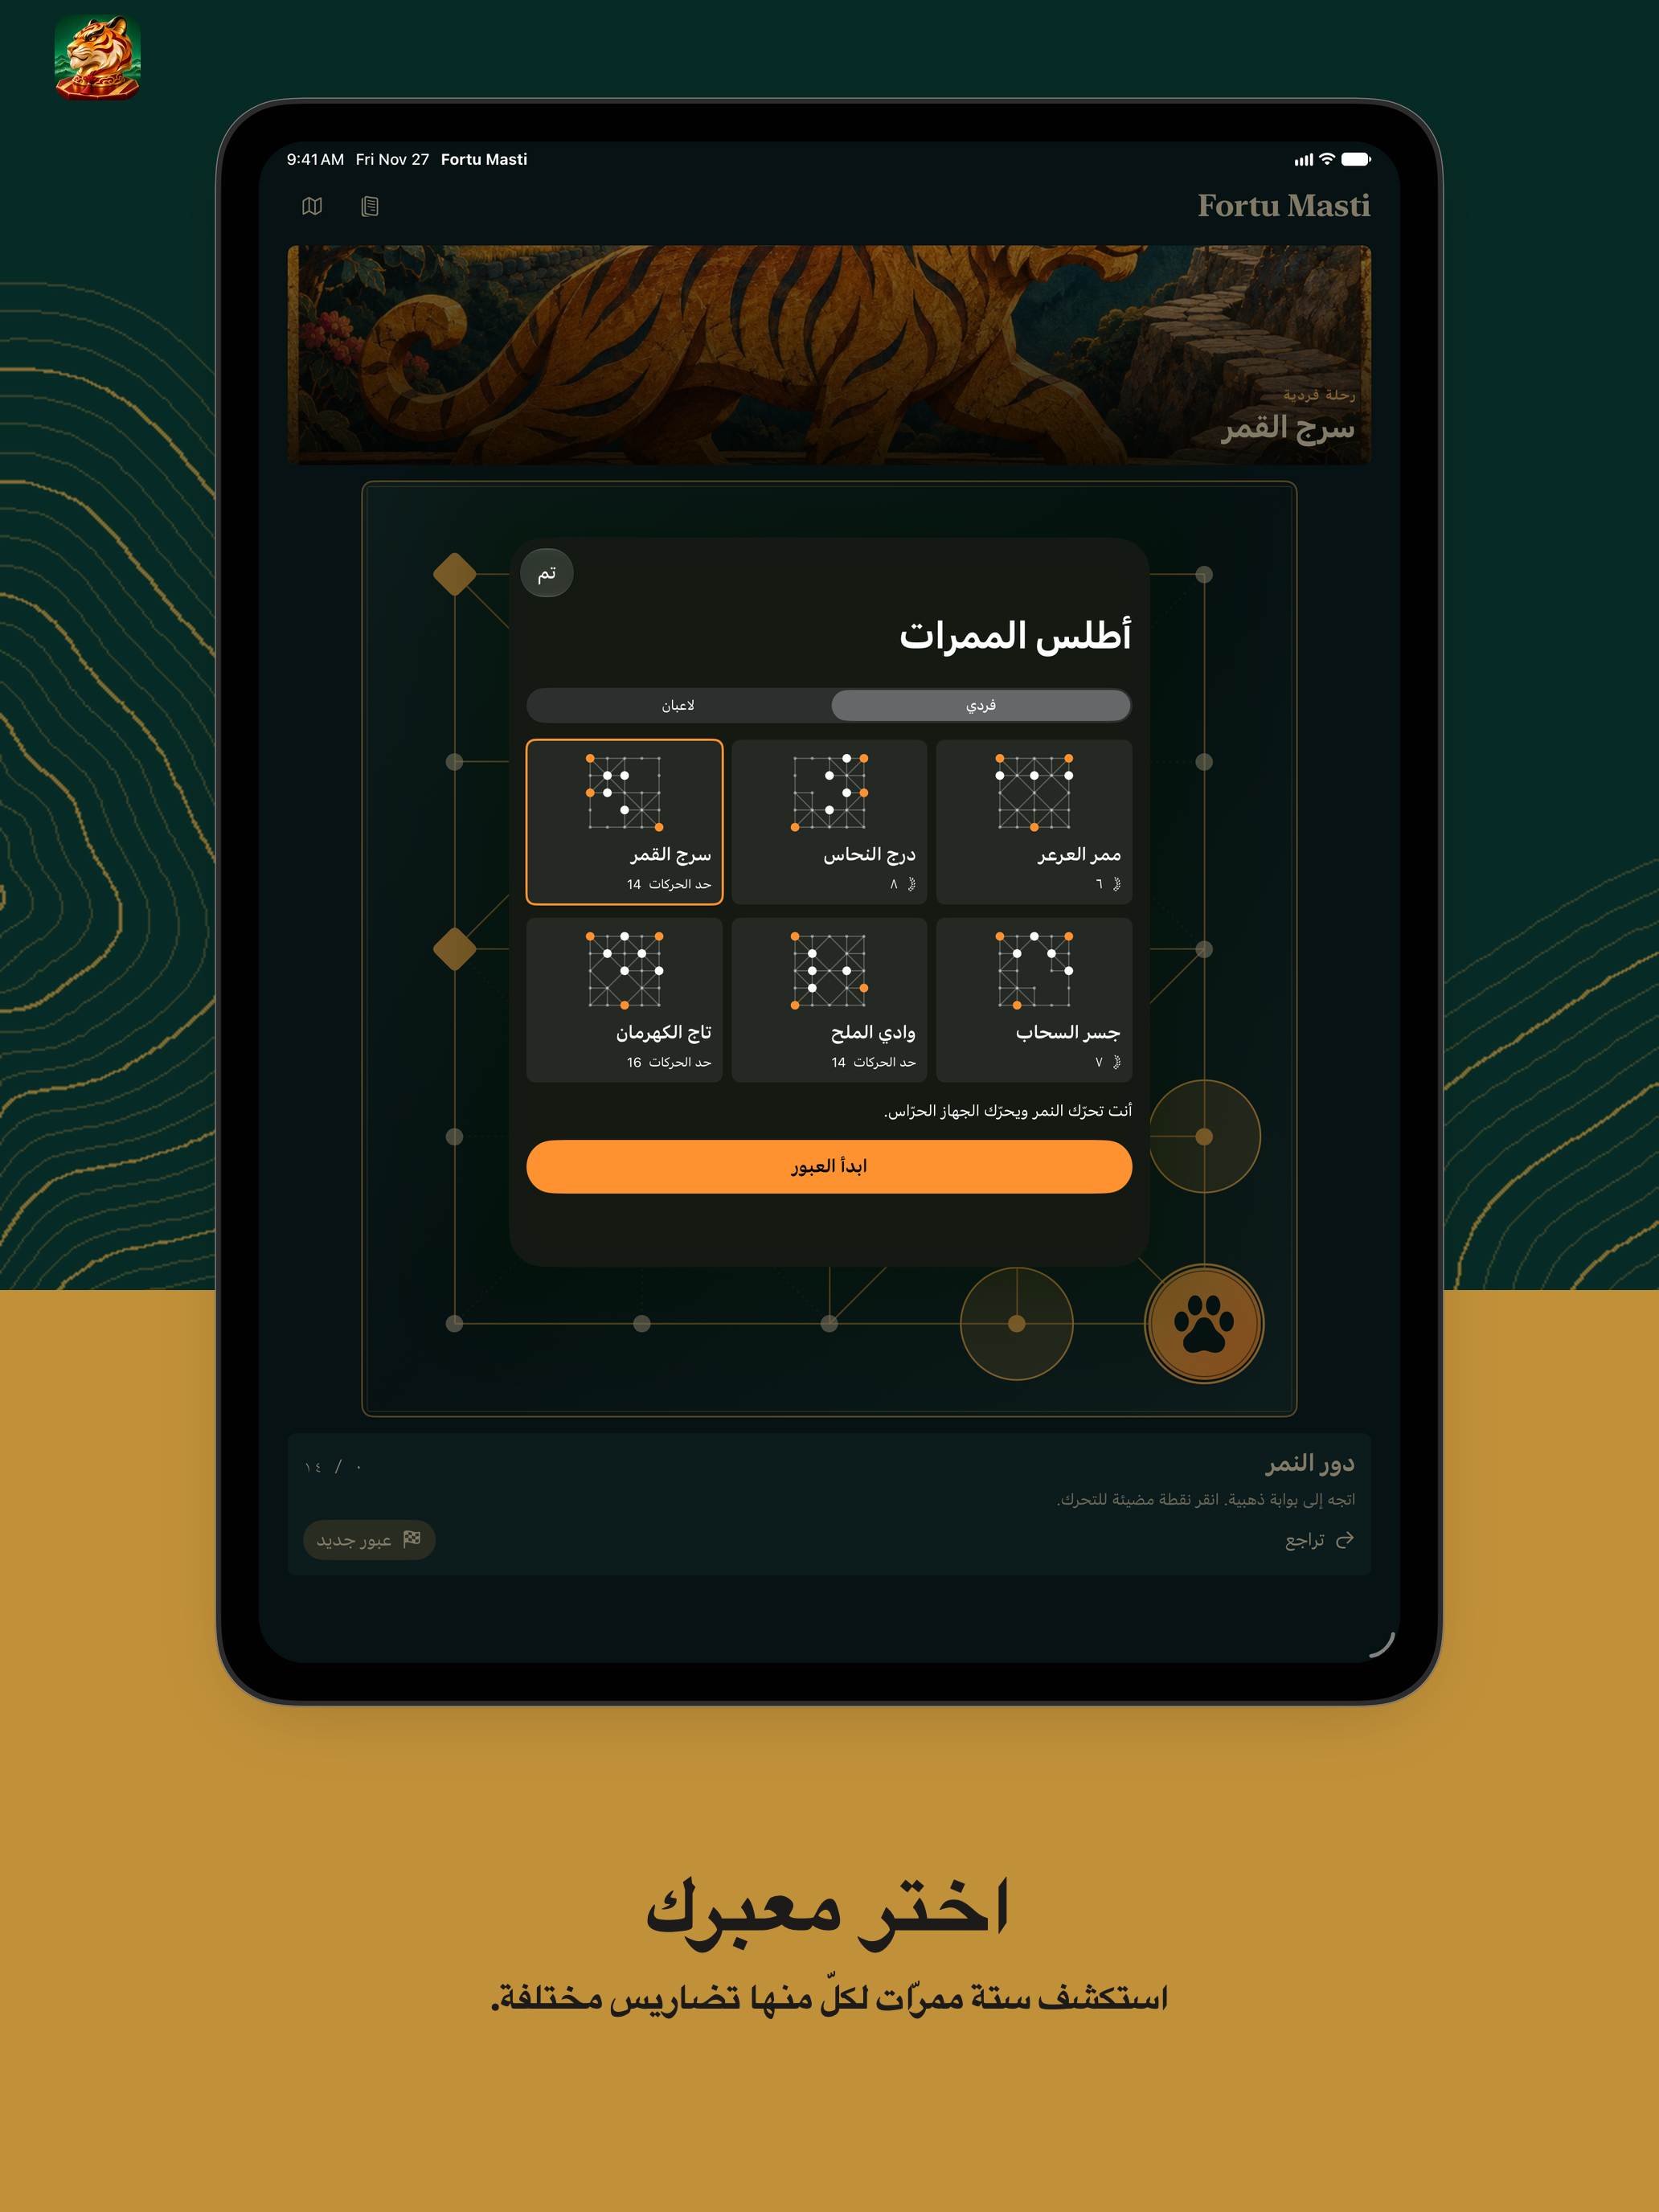 9:41 AM Fri Nov 27 Fortu Masti
Fortu Masti
رحلة فردية
سرج القمر
تم
أطلس الممرات
فردي
لاعبان
ممر العرعر
٦
درج النحاس
٨
سرج القمر
حد الحركات 14
جسر السحاب
٧
وادي الملح
حد الحركات 14
تاج الكهرمان
حد الحركات 16
أنت تحرّك النمر ويحرّك الجهاز الحرّاس.
ابدأ العبور
دور النمر
٠ / ١٤
اتجه إلى بوابة ذهبية. انقر نقطة مضيئة للتحرك.
تراجع
عبور جديد
اختر معبرك
استكشف ستة ممرّات لكلّ منها تضاريس مختلفة.